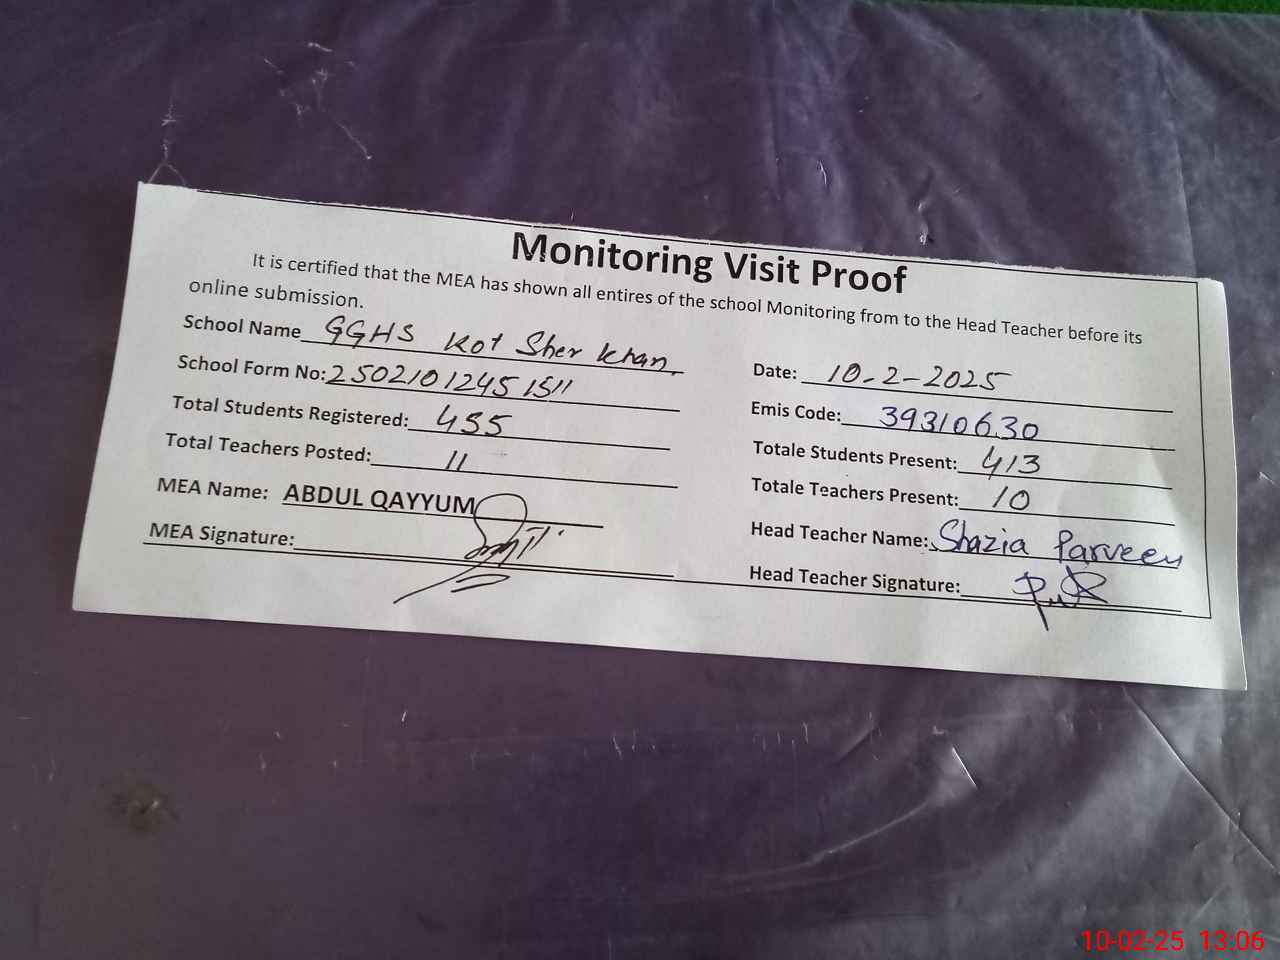 Monitoring Visit Proof
It is certified that the MEA has shown all entires of the school Monitoring from to the Head Teacher before its
online submission.
School Name GGHS Kot Sher Khan.
School Form No: 2502101245 1511
Total Students Registered: 455
Total Teachers Posted: 11
MEA Name: ABDUL QAYYUM
MEA Signature:
Date: 10-2-2025
Emis Code: 39310630
Totale Students Present: 413
Totale Teachers Present: 10
Head Teacher Name: Shazia Parveen
Head Teacher Signature:
10-02-25 13:06